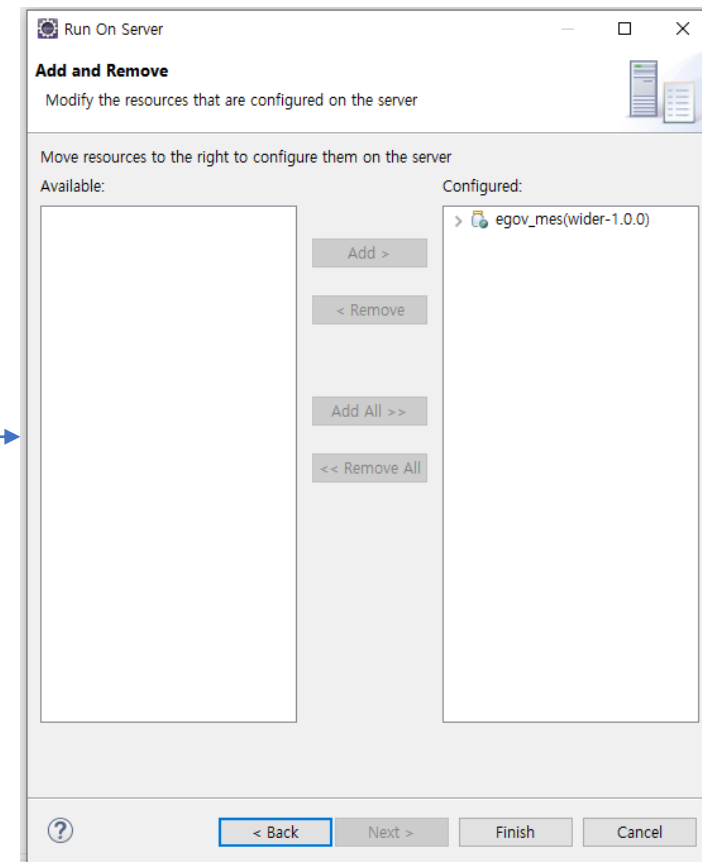 Run On Server
Add and Remove
Modify the resources that are configured on the server
Move resources to the right to configure them on the server
Available:
Configured:
egov_mes(wider-1.0.0)
Add >
< Remove
Add All >>
<< Remove All
?
< Back
Next >
Finish
Cancel